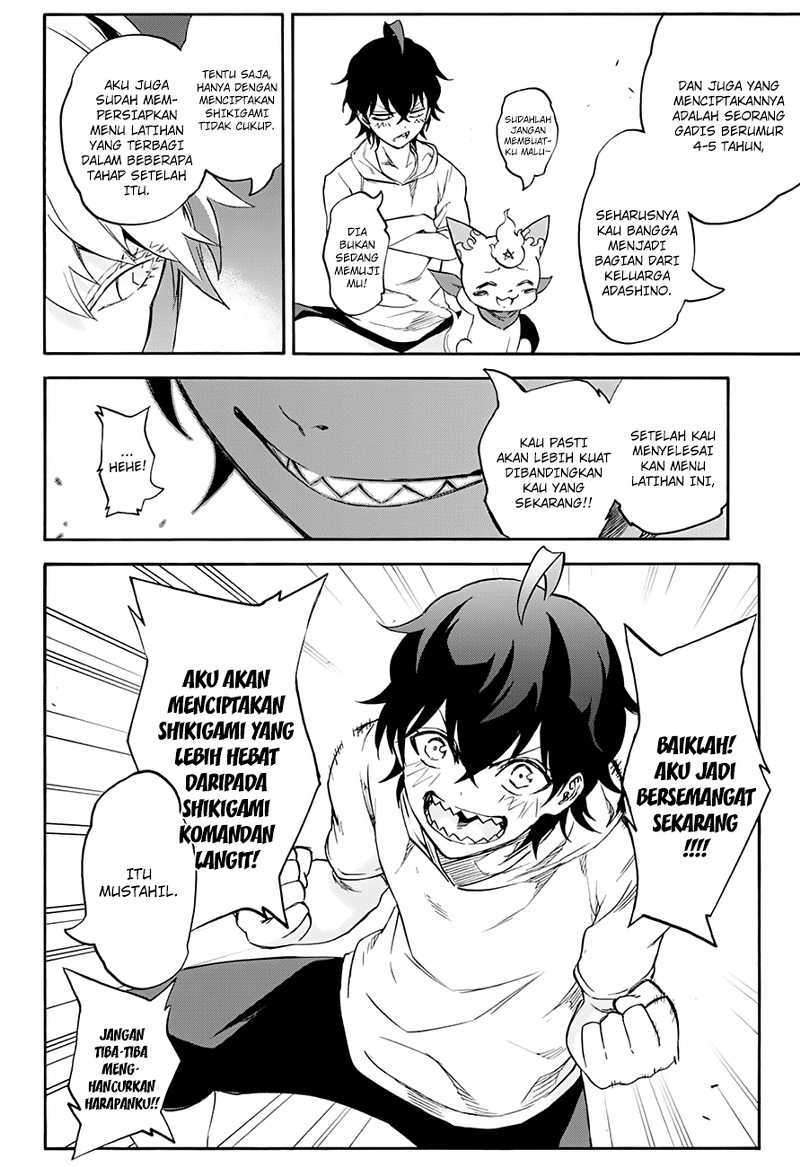 DAN JUGA YANG
MENCIPTAKANNYA
ADALAH SEORANG
GADIS BERUMUR
4-5 TAHUN,
SEHARUSNYA
KAU BANGGA
MENJADI
BAGIAN DARI
KELUARGA
ADASHINO.
SUDAHLAH
JANGAN
MEMBUAT-
KU MALU~
DIA
BUKAN
SEDANG
MEMUJI
MU!
TENTU SAJA,
HANYA DENGAN
MENCIPTAKAN
SHIKIGAMI
TIDAK CUKUP.
AKU JUGA
SUDAH MEM-
PERSIAPKAN
MENU LATIHAN
YANG TERBAGI
DALAM BEBERAPA
TAHAP SETELAH
ITU.
SETELAH KAU
MENYELESAI
KAN MENU
LATIHAN INI,
KAU PASTI
AKAN LEBIH KUAT
DIBANDINGKAN
KAU YANG
SEKARANG!!
...
HEHE!
BAIKLAH!
AKU JADI
BERSEMANGAT
SEKARANG
!!!!
AKU AKAN
MENCIPTAKAN
SHIKIGAMI YANG
LEBIH HEBAT
DARIPADA
SHIKIGAMI
KOMANDAN
LANGIT!
ITU
MUSTAHIL.
JANGAN
TIBA-TIBA
MENG-
HANCURKAN
HARAPANKU!!